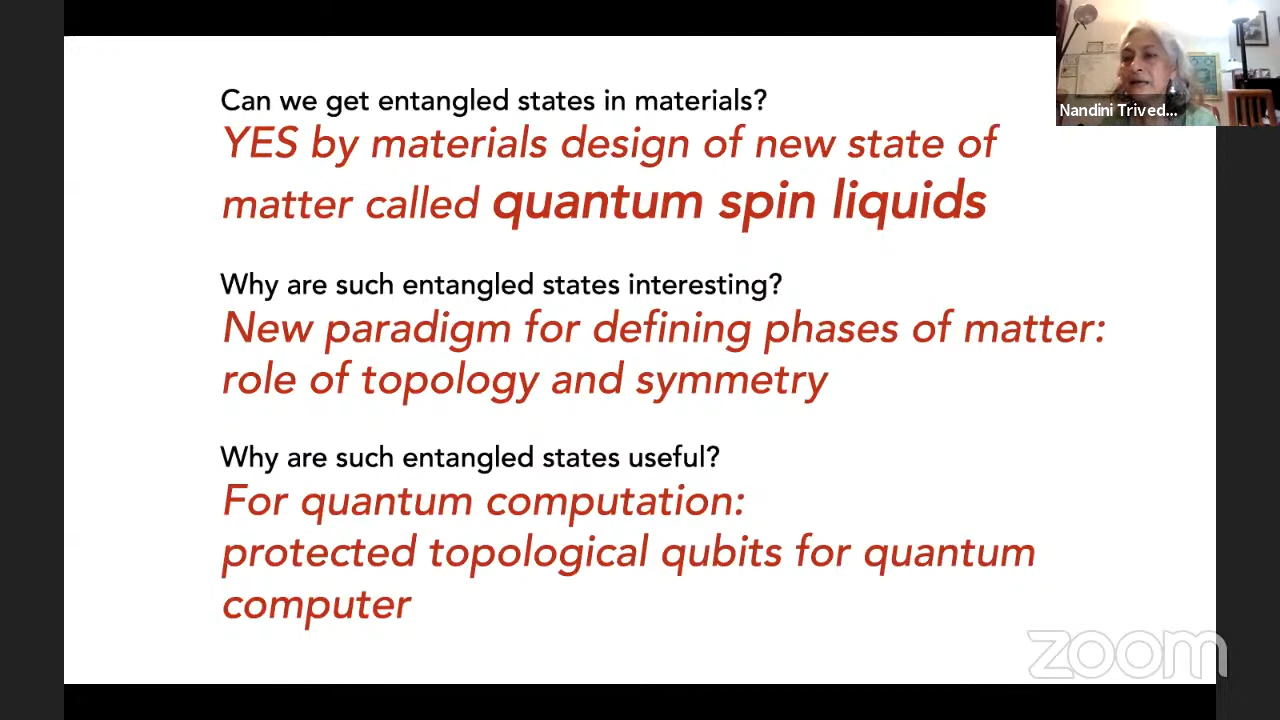 Can we get entangled states in materials?
YES by materials design of new state of
matter called quantum spin liquids
Why are such entangled states interesting?
New paradigm for defining phases of matter:
role of topology and symmetry
Why are such entangled states useful?
For quantum computation:
protected topological qubits for quantum
computer
Nandini Trived...
zoom